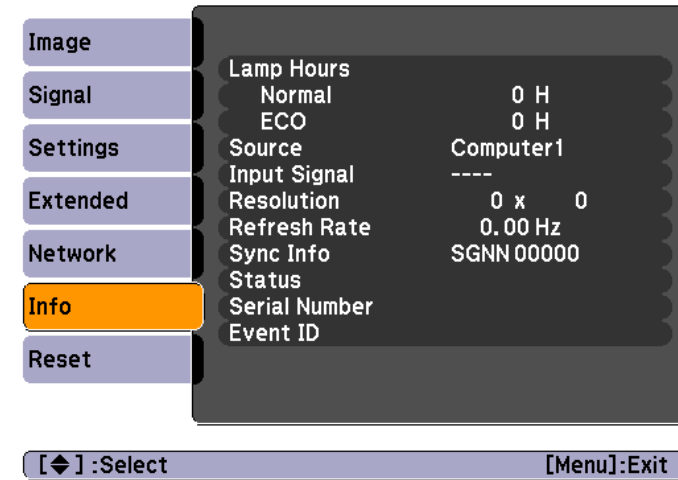 Image
Signal
Settings
Extended
Network
Info
Reset
Lamp Hours
Normal 0 H
ECO 0 H
Source Computer1
Input Signal ----
Resolution 0 x 0
Refresh Rate 0.00 Hz
Sync Info SGNN 00000
Status
Serial Number
Event ID
[◆] :Select [Menu]:Exit